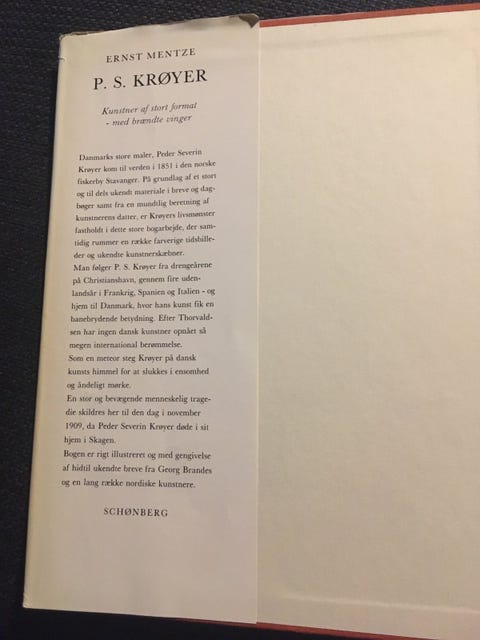 ERNST MENTZE
P. S. KRØYER
Kunstner af stort format
- med brændte vinger
Danmarks store maler, Peder Severin
Krøyer kom til verden i 1851 i den norske
fiskerby Stavanger. På grundlag af et stort
og til dels ukendt materiale i breve og dag-
bøger samt fra en mundtlig beretning af
kunstnerens datter, er Krøyers livsmønster
fastholdt i dette store bogarbejde, der sam-
tidig rummer en række farverige tidsbille-
der og ukendte kunstnerskæbner.
Man følger P. S. Krøyer fra drengeårene
på Christianshavn, gennem fire uden-
landsår i Frankrig, Spanien og Italien - og
hjem til Danmark, hvor hans kunst fik en
banebrydende betydning. Efter Thorvald-
sen har ingen dansk kunstner opnået så
megen international berømmelse.
Som en meteor steg Krøyer på dansk
kunsts himmel for at slukkes i ensomhed
og åndeligt mørke.
En stor og bevægende menneskelig trage-
die skildres her til den dag i november
1909, da Peder Severin Krøyer døde i sit
hjem i Skagen.
Bogen er rigt illustreret og med gengivelse
af hidtil ukendte breve fra Georg Brandes
og en lang række nordiske kunstnere.
SCHØNBERG